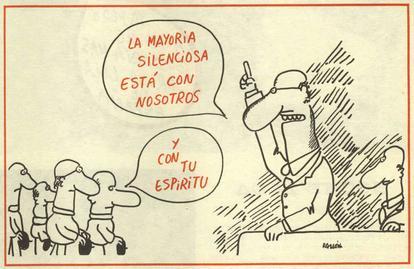 LA MAYORIA
SILENCIOSA
ESTÁ CON
NOSOTROS
Y
CON TU
ESPIRITU